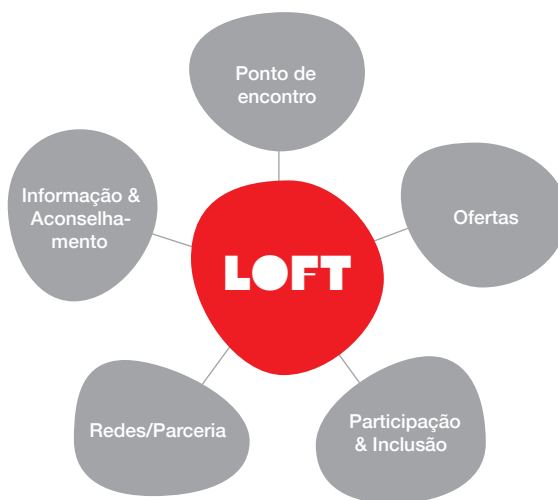 Ponto de
encontro
Informação &
Aconselha-
mento
Ofertas
LOFT
Redes/Parceria
Participação
& Inclusão